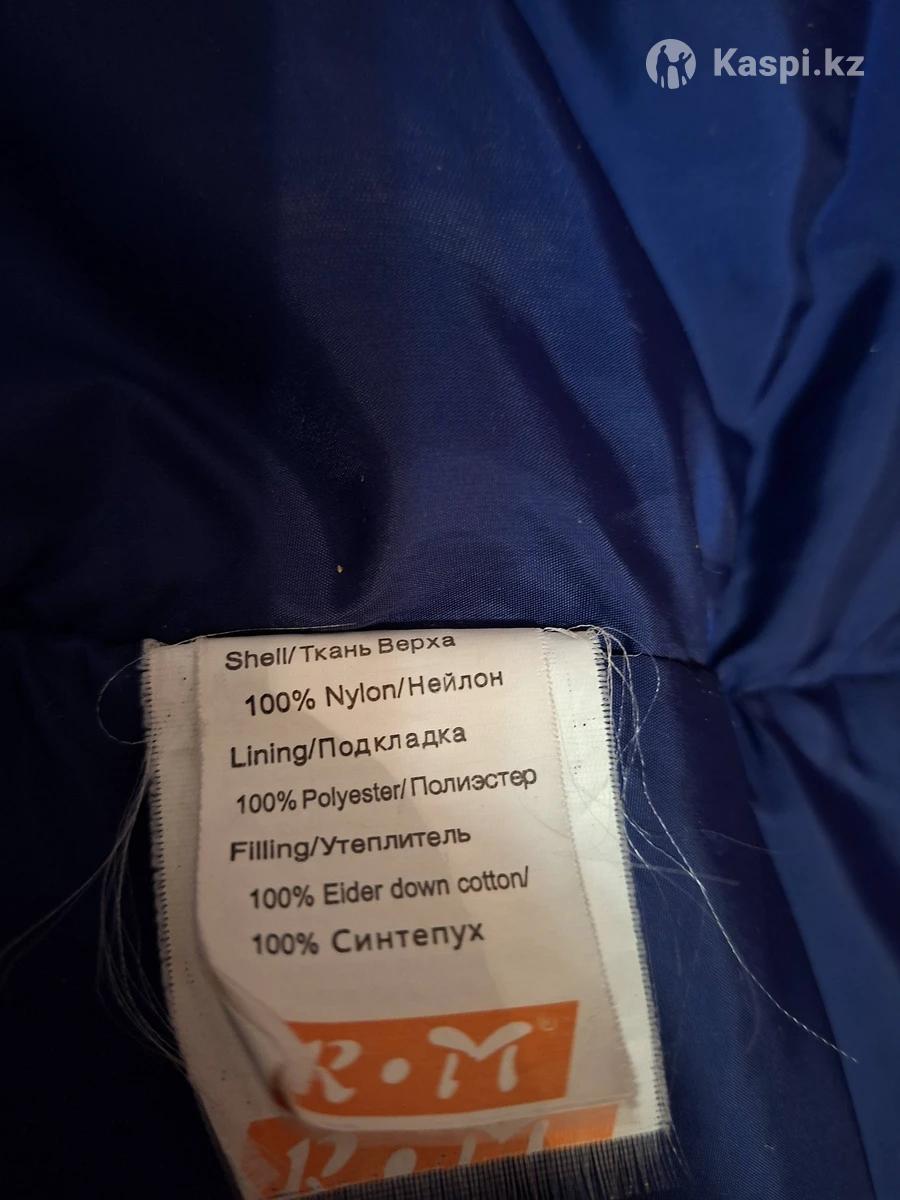 Kaspi.kz
Shell/Ткань Верха
100% Nylon/Нейлон
Lining/Подкладка
100% Polyester/Полиэстер
Filling/Утеплитель
100% Eider down cotton/
100% Синтепух
R·M®
R·M